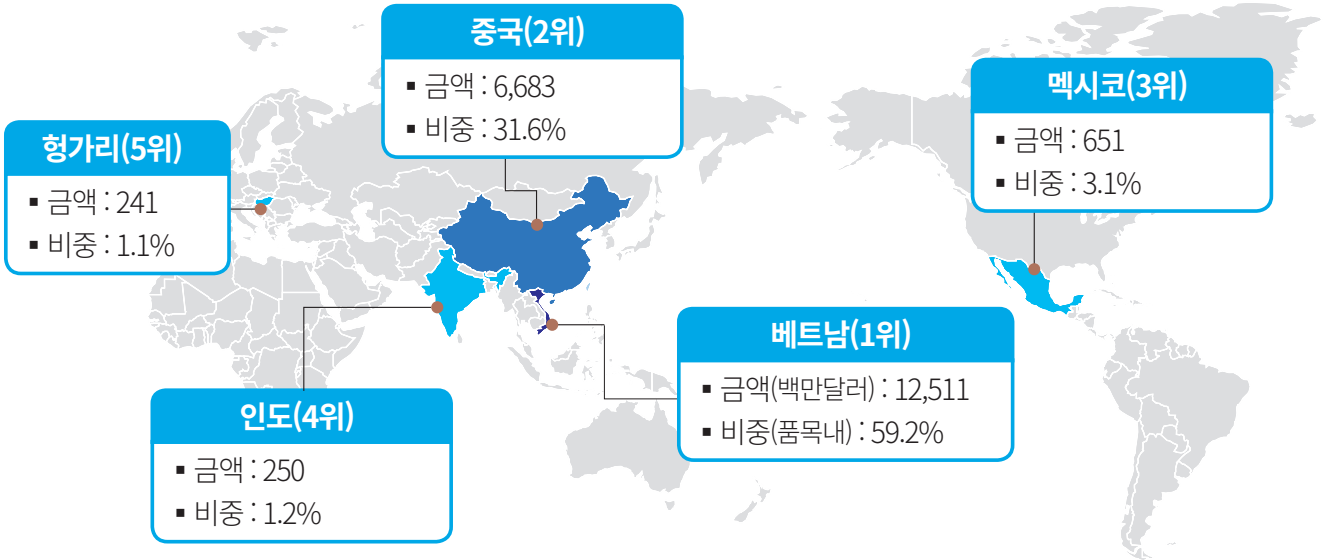 중국(2위)
▪ 금액 : 6,683
▪ 비중 : 31.6%
멕시코(3위)
▪ 금액 : 651
▪ 비중 : 3.1%
헝가리(5위)
▪ 금액 : 241
▪ 비중 : 1.1%
베트남(1위)
▪ 금액(백만달러) : 12,511
▪ 비중(품목내) : 59.2%
인도(4위)
▪ 금액 : 250
▪ 비중 : 1.2%